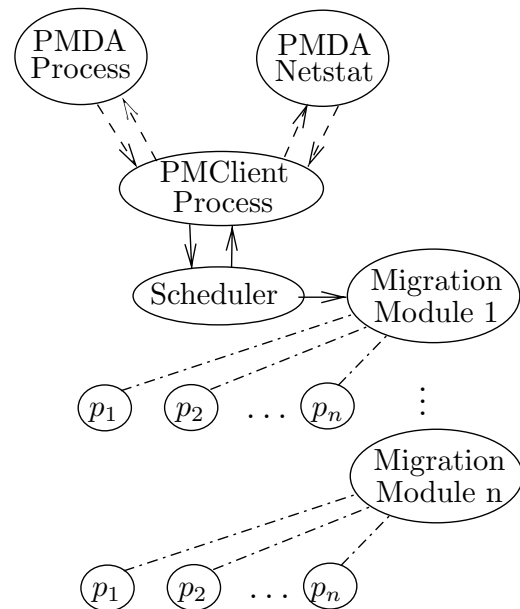 PMDA
Process
PMDA
Netstat
PMClient
Process
Scheduler
Migration
Module 1
p₁ p₂ ... pₙ
⋮
Migration
Module n
p₁ p₂ ... pₙ